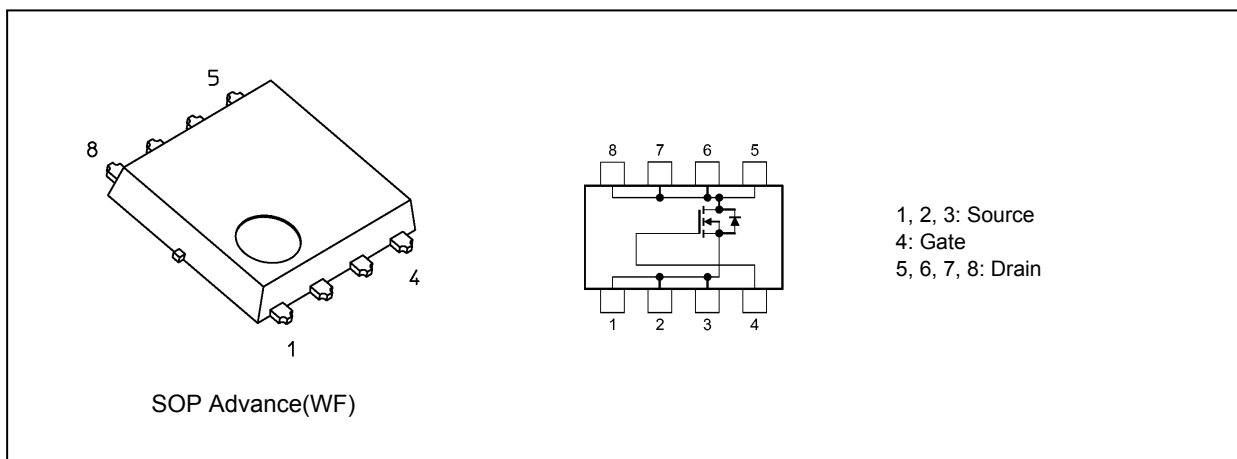 5
8
4
1
SOP Advance(WF)
8 7 6 5
1 2 3 4
1, 2, 3: Source
4: Gate
5, 6, 7, 8: Drain